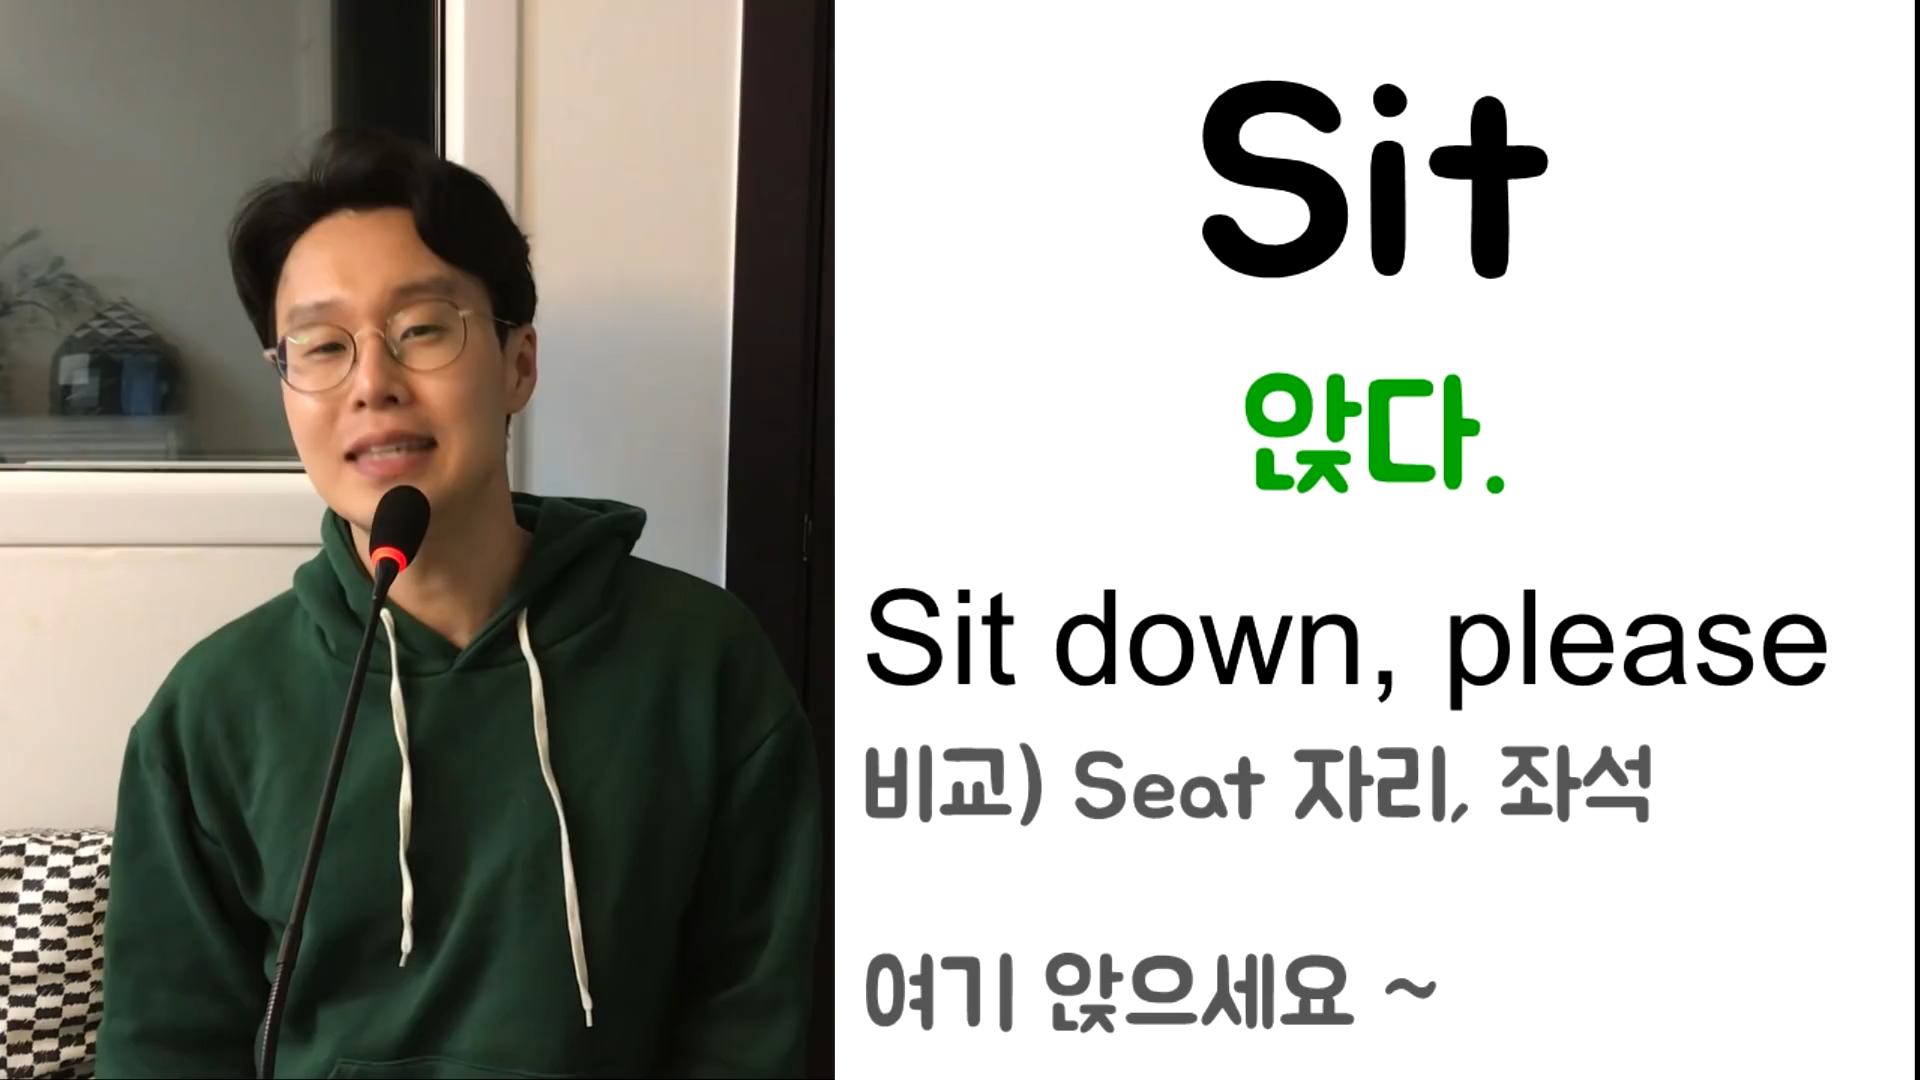 Sit
앉다.
Sit down, please
비교) Seat 자리, 좌석
여기 앉으세요 ~